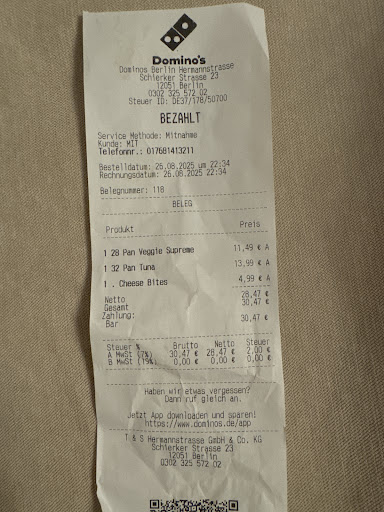 Domino's
Dominos Berlin Hermannstrasse
Schierker Strasse 23
12051 Berlin
0302 325 572 02
Steuer ID: DE37/178/50700
BEZAHLT
Service Methode: Mitnahme
Kunde: MIT
Telefonnr.: 017681413211
Bestelldatum: 26.08.2025 um 22:34
Rechnungsdatum: 26.08.2025 22:34
Belegnummer: 118
BELEG
Produkt Preis
1 28 Pan Veggie Supreme 11,49 € A
1 32 Pan Tuna 13,99 € A
1 . Cheese Bites 4,99 € A
Netto 28,47 €
Gesamt 30,47 €
Zahlung:
Bar 30,47 €
Steuer % Brutto Netto Steuer
A MwSt (7%) 30,47 € 28,47 € 2,00 €
B MwSt (19%) 0,00 € 0,00 € 0,00 €
Haben wir etwas vergessen?
Dann ruf gleich an.
Jetzt App downloaden und sparen!
https://www.dominos.de/app
T & S Hermannstrasse GmbH & Co. KG
Schierker Strasse 23
12051 Berlin
0302 325 572 02